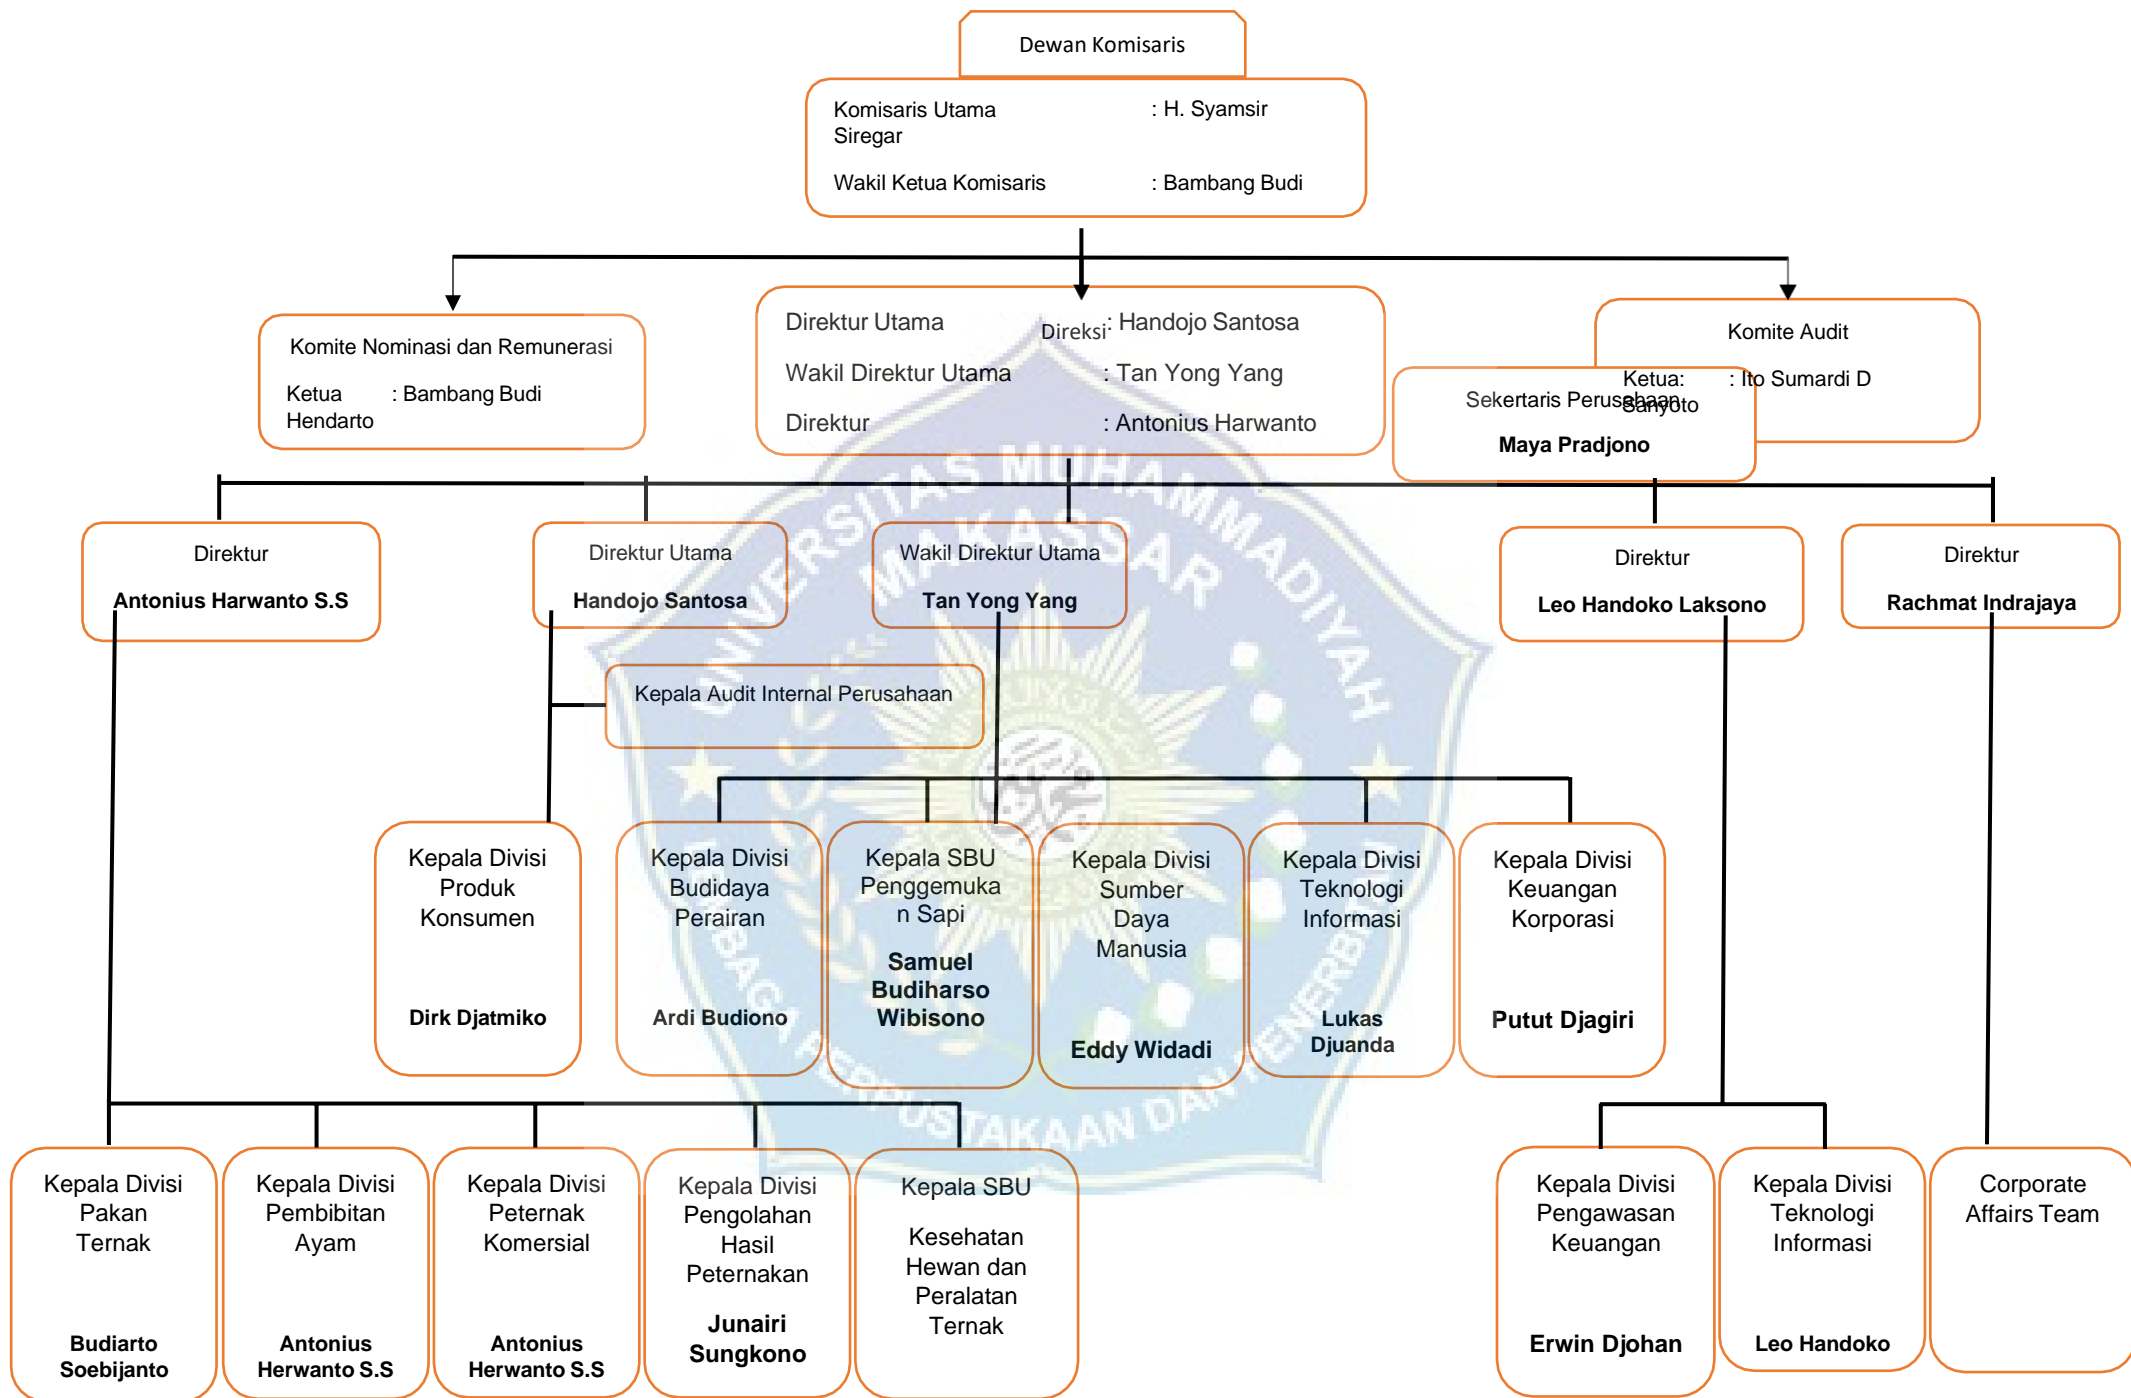 Dewan Komisaris
Komisaris Utama : H. Syamsir
Siregar
Wakil Ketua Komisaris : Bambang Budi
Komite Nominasi dan Remunerasi
Ketua : Bambang Budi
Hendarto
Direksi
Direktur Utama : Handojo Santosa
Wakil Direktur Utama : Tan Yong Yang
Direktur : Antonius Harwanto
Komite Audit
Ketua: : Ito Sumardi D
Sanyoto
Sekertaris Perusahaan
Maya Pradjono
Direktur
Antonius Harwanto S.S
Direktur Utama
Handojo Santosa
Wakil Direktur Utama
Tan Yong Yang
Direktur
Leo Handoko Laksono
Direktur
Rachmat Indrajaya
Kepala Audit Internal Perusahaan
Kepala Divisi
Produk
Konsumen
Dirk Djatmiko
Kepala Divisi
Budidaya
Perairan
Ardi Budiono
Kepala SBU
Penggemuka
n Sapi
Samuel
Budiharso
Wibisono
Kepala Divisi
Sumber
Daya
Manusia
Eddy Widadi
Kepala Divisi
Teknologi
Informasi
Lukas
Djuanda
Kepala Divisi
Keuangan
Korporasi
Putut Djagiri
Kepala Divisi
Pakan
Ternak
Budiarto
Soebijanto
Kepala Divisi
Pembibitan
Ayam
Antonius
Herwanto S.S
Kepala Divisi
Peternak
Komersial
Antonius
Herwanto S.S
Kepala Divisi
Pengolahan
Hasil
Peternakan
Junairi
Sungkono
Kepala SBU
Kesehatan
Hewan dan
Peralatan
Ternak
Kepala Divisi
Pengawasan
Keuangan
Erwin Djohan
Kepala Divisi
Teknologi
Informasi
Leo Handoko
Corporate
Affairs Team
UNIVERSITAS MUHAMMADIYAH
MAKASSAR
LEMBAGA PERPUSTAKAAN DAN PENERBITAN